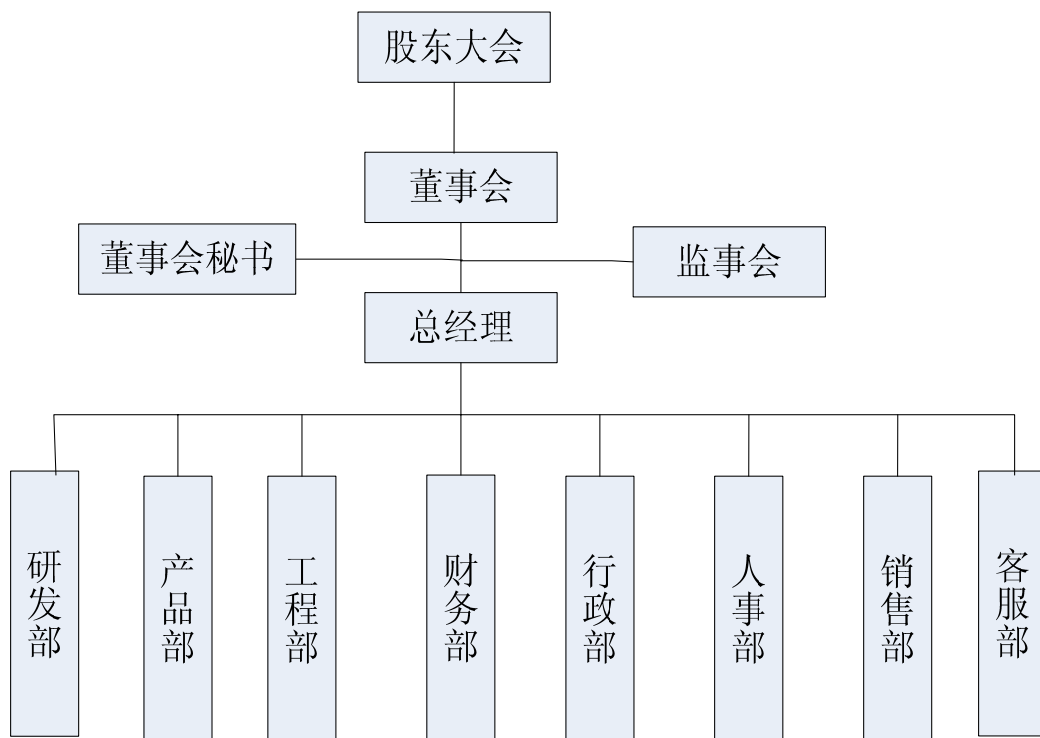 股东大会
董事会
董事会秘书
监事会
总经理
研发部
产品部
工程部
财务部
行政部
人事部
销售部
客服部